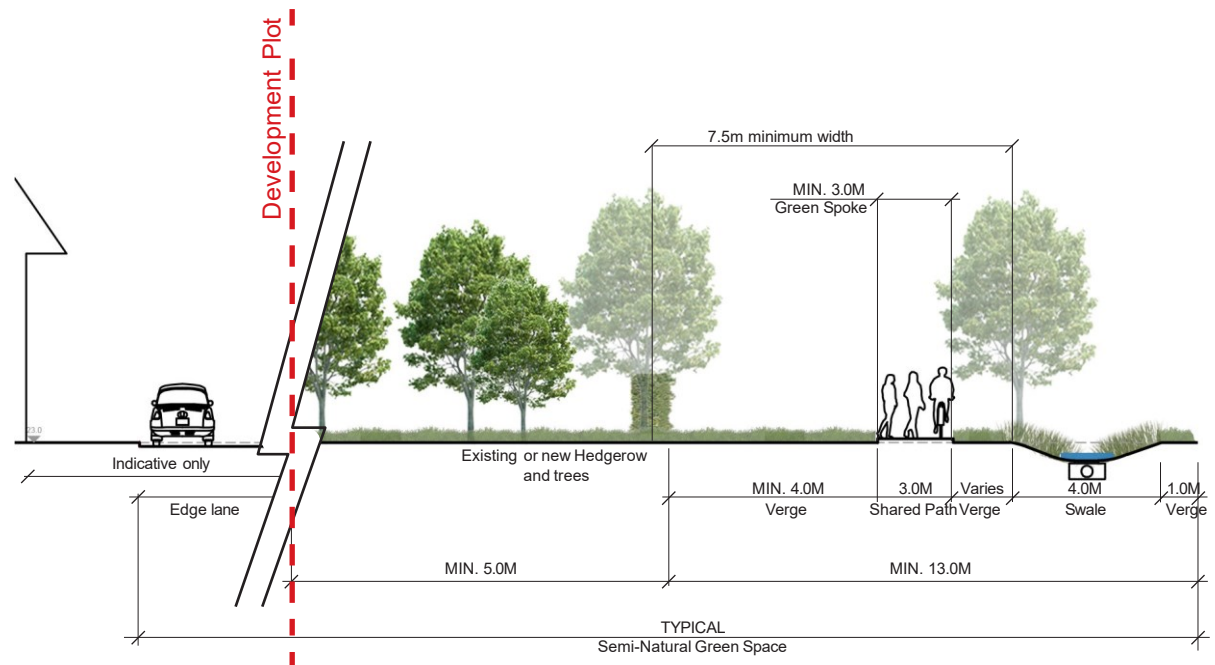 Development Plot
7.5m minimum width
MIN. 3.0M
Green Spoke
23.0
Indicative only
Existing or new Hedgerow
and trees
Edge lane
MIN. 4.0M
Verge
3.0M
Shared Path
Varies
Verge
4.0M
Swale
1.0M
Verge
MIN. 5.0M
MIN. 13.0M
TYPICAL
Semi-Natural Green Space